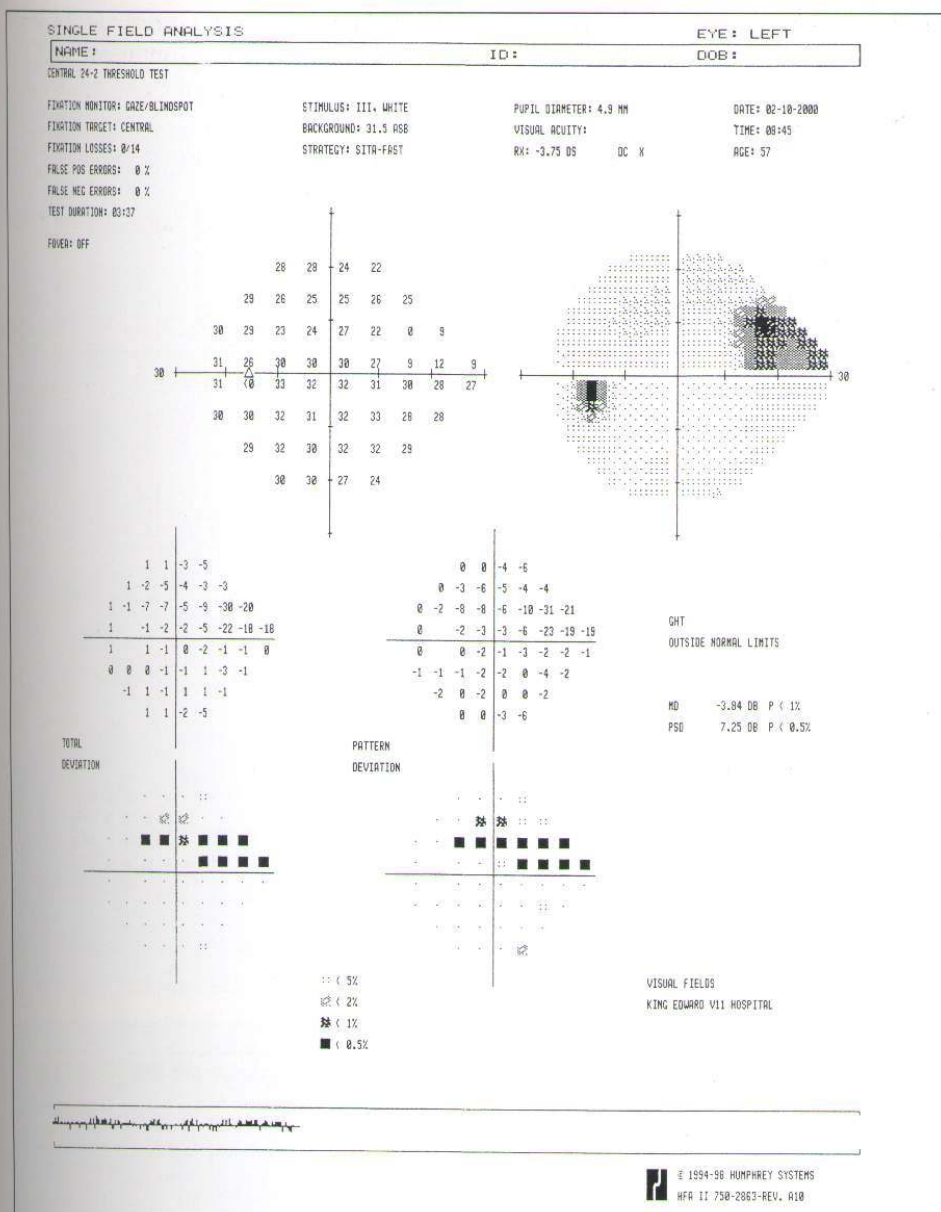 SINGLE FIELD ANALYSIS EYE: LEFT
NAME: ID: DOB:
CENTRAL 24-2 THRESHOLD TEST
FIXATION MONITOR: GAZE/BLINDSPOT STIMULUS: III, WHITE PUPIL DIAMETER: 4.9 MM DATE: 02-10-2000
FIXATION TARGET: CENTRAL BACKGROUND: 31.5 ASB VISUAL ACUITY: TIME: 08:45
FIXATION LOSSES: 0/14 STRATEGY: SITA-FAST RX: -3.75 DS DC X AGE: 57
FALSE POS ERRORS: 0 %
FALSE NEG ERRORS: 0 %
TEST DURATION: 03:37
FOVEA: OFF
28 28 24 22
29 26 25 25 26 25
30 29 23 24 27 22 0 9
31 26 30 30 30 27 9 12 9
30 30
31 <0 33 32 32 31 30 28 27
30 30 32 31 32 33 28 28
29 32 30 32 32 29
30 30 27 24
1 1 -3 -5 0 0 -4 -6
1 -2 -5 -4 -3 -3 0 -3 -6 -5 -4 -4
1 -1 -7 -7 -5 -9 -30 -20 0 -2 -8 -8 -6 -10 -31 -21
1 -1 -2 -2 -5 -22 -18 -18 0 -2 -3 -3 -6 -23 -19 -19
1 1 -1 0 -2 -1 -1 0 0 0 -2 -1 -3 -2 -2 -1
0 0 0 -1 -1 1 -3 -1 -1 -1 -1 -2 -2 0 -4 -2
-1 1 -1 1 1 -1 -2 0 -2 0 0 -2
1 1 -2 -5 0 0 -3 -6
GHT
OUTSIDE NORMAL LIMITS
MD -3.84 DB P < 1%
PSD 7.25 DB P < 0.5%
TOTAL
DEVIATION
PATTERN
DEVIATION
< 5%
< 2%
< 1%
< 0.5%
VISUAL FIELDS
KING EDWARD V11 HOSPITAL
© 1994-96 HUMPHREY SYSTEMS
HFA II 750-2863-REV. A10